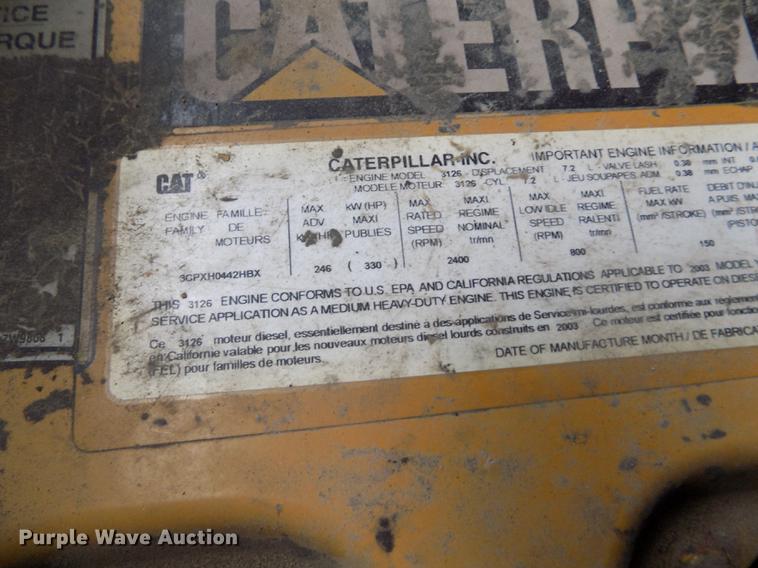 ICE
RQUE
CATERP
CAT®
CATERPILLAR INC.
IMPORTANT ENGINE INFORMATION / A
ENGINE MODEL 3126 DISPLACEMENT 7.2 L - VALVE LASH 0.38 mm INT
MODELE MOTEUR 3126 CYL 7.2 L - JEU SOUPAPES ADM 0.38 mm ECHAP
ENGINE FAMILLE
FAMILY DE
MOTEURS
MAX kW (HP)
ADV MAXI
PUBLIES
MAX MAXI
RATED REGIME
SPEED NOMINAL
(RPM) tr/mn
MAX MAXI
LOW IDLE REGIME
SPEED RALENTI
(RPM) tr/mn
FUEL RATE DEBIT D'INJ
MAX kW A PUIS. MAX
(mm³/STROKE) (mm³/STR
(PISTO
3CPXH0442HBX 246 ( 330 ) 2400 800 150
THIS 3126 ENGINE CONFORMS TO U.S. EPA AND CALIFORNIA REGULATIONS APPLICABLE TO 2003 MODEL Y
SERVICE APPLICATION AS A MEDIUM HEAVY-DUTY ENGINE. THIS ENGINE IS CERTIFIED TO OPERATE ON DIESE
Ce 3126 moteur diesel, essentiellement destiné a des applications de Service mi-lourdes, est conforme aux réglemen
en Californie valable pour les nouveaux moteurs diesel lourds construits en 2003 Ce moteur est certifiée pour fonctio
(FEL) pour familles de moteurs.
DATE OF MANUFACTURE MONTH / DE FABRICAT
7W9808 1
Purple Wave Auction